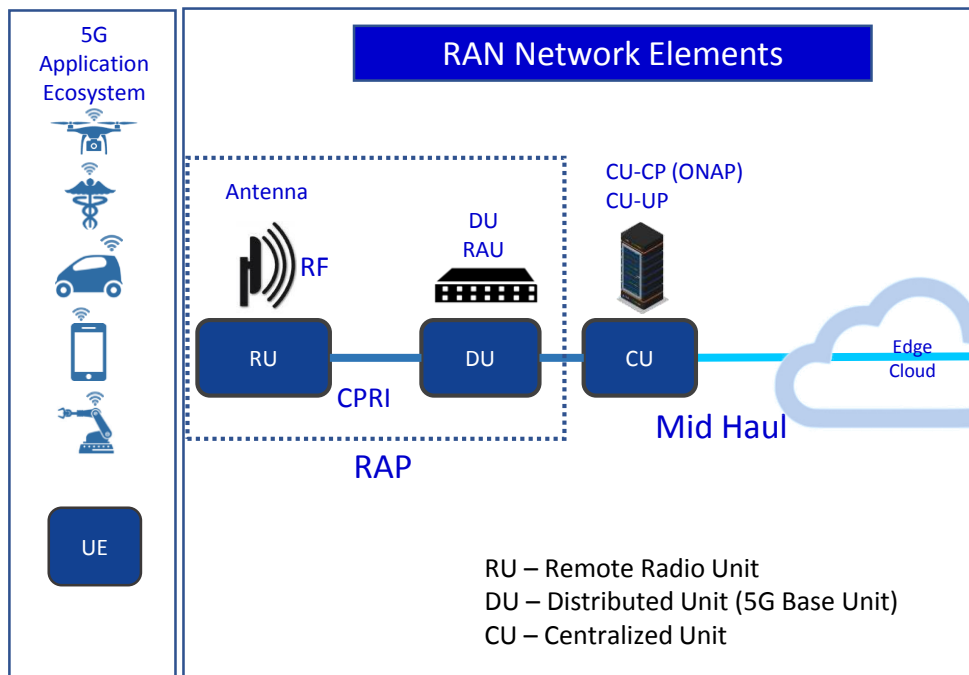 5G
Application
Ecosystem
UE
RAN Network Elements
Antenna
RF
DU
RAU
CU-CP (ONAP)
CU-UP
RU
DU
CU
CPRI
RAP
Mid Haul
Edge
Cloud
RU – Remote Radio Unit
DU – Distributed Unit (5G Base Unit)
CU – Centralized Unit